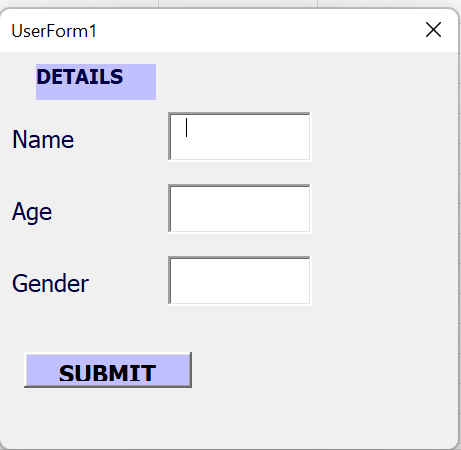 UserForm1
DETAILS
Name
Age
Gender
SUBMIT